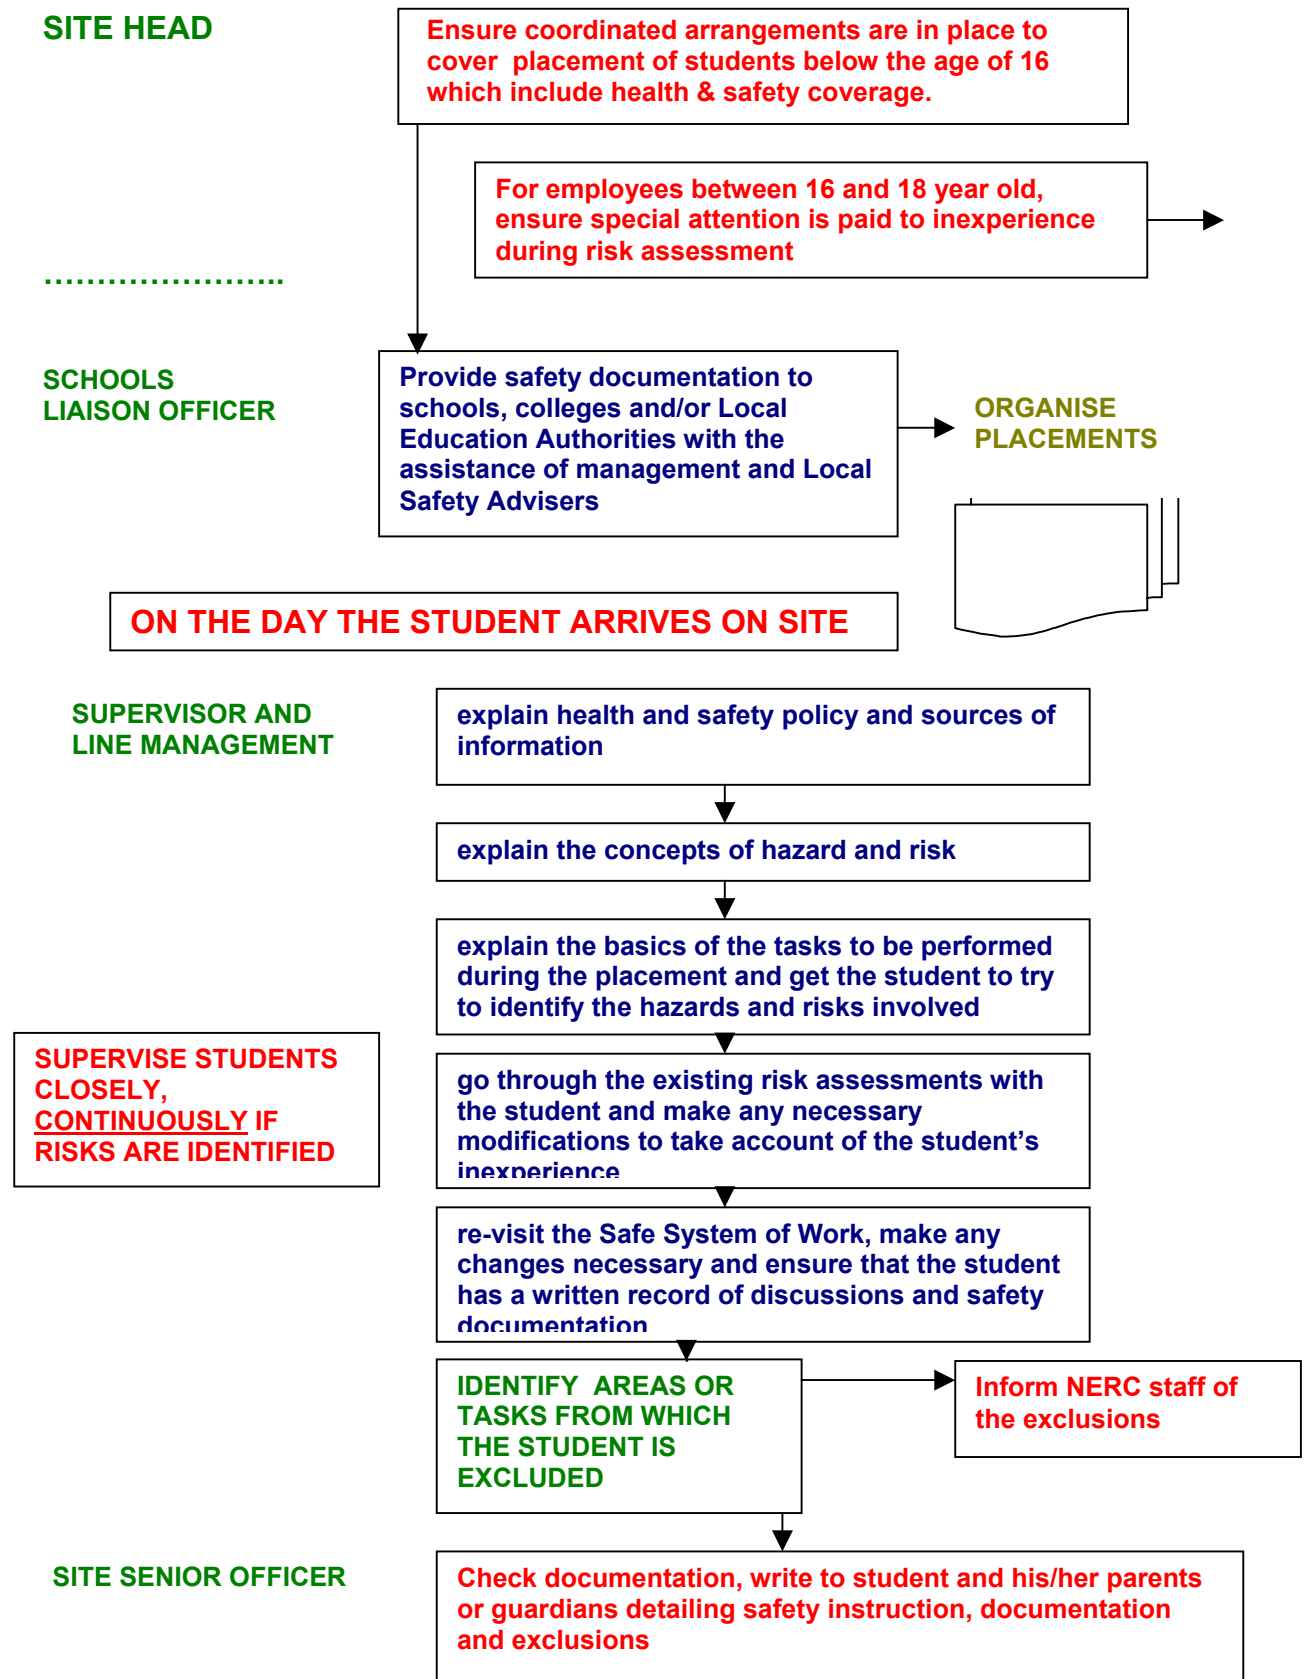 SITE HEAD
Ensure coordinated arrangements are in place to
cover  placement of students below the age of 16
which include health & safety coverage.
For employees between 16 and 18 year old,
ensure special attention is paid to inexperience
during risk assessment
…………………..
SCHOOLS
LIAISON OFFICER
Provide safety documentation to
schools, colleges and/or Local
Education Authorities with the
assistance of management and Local
Safety Advisers
ORGANISE
PLACEMENTS
ON THE DAY THE STUDENT ARRIVES ON SITE
SUPERVISOR AND
LINE MANAGEMENT
explain health and safety policy and sources of
information
explain the concepts of hazard and risk
explain the basics of the tasks to be performed
during the placement and get the student to try
to identify the hazards and risks involved
SUPERVISE STUDENTS
CLOSELY,
CONTINUOUSLY IF
RISKS ARE IDENTIFIED
go through the existing risk assessments with
the student and make any necessary
modifications to take account of the student’s
inexperience
re-visit the Safe System of Work, make any
changes necessary and ensure that the student
has a written record of discussions and safety
documentation
IDENTIFY  AREAS OR
TASKS FROM WHICH
THE STUDENT IS
EXCLUDED
Inform NERC staff of
the exclusions
SITE SENIOR OFFICER
Check documentation, write to student and his/her parents
or guardians detailing safety instruction, documentation
and exclusions